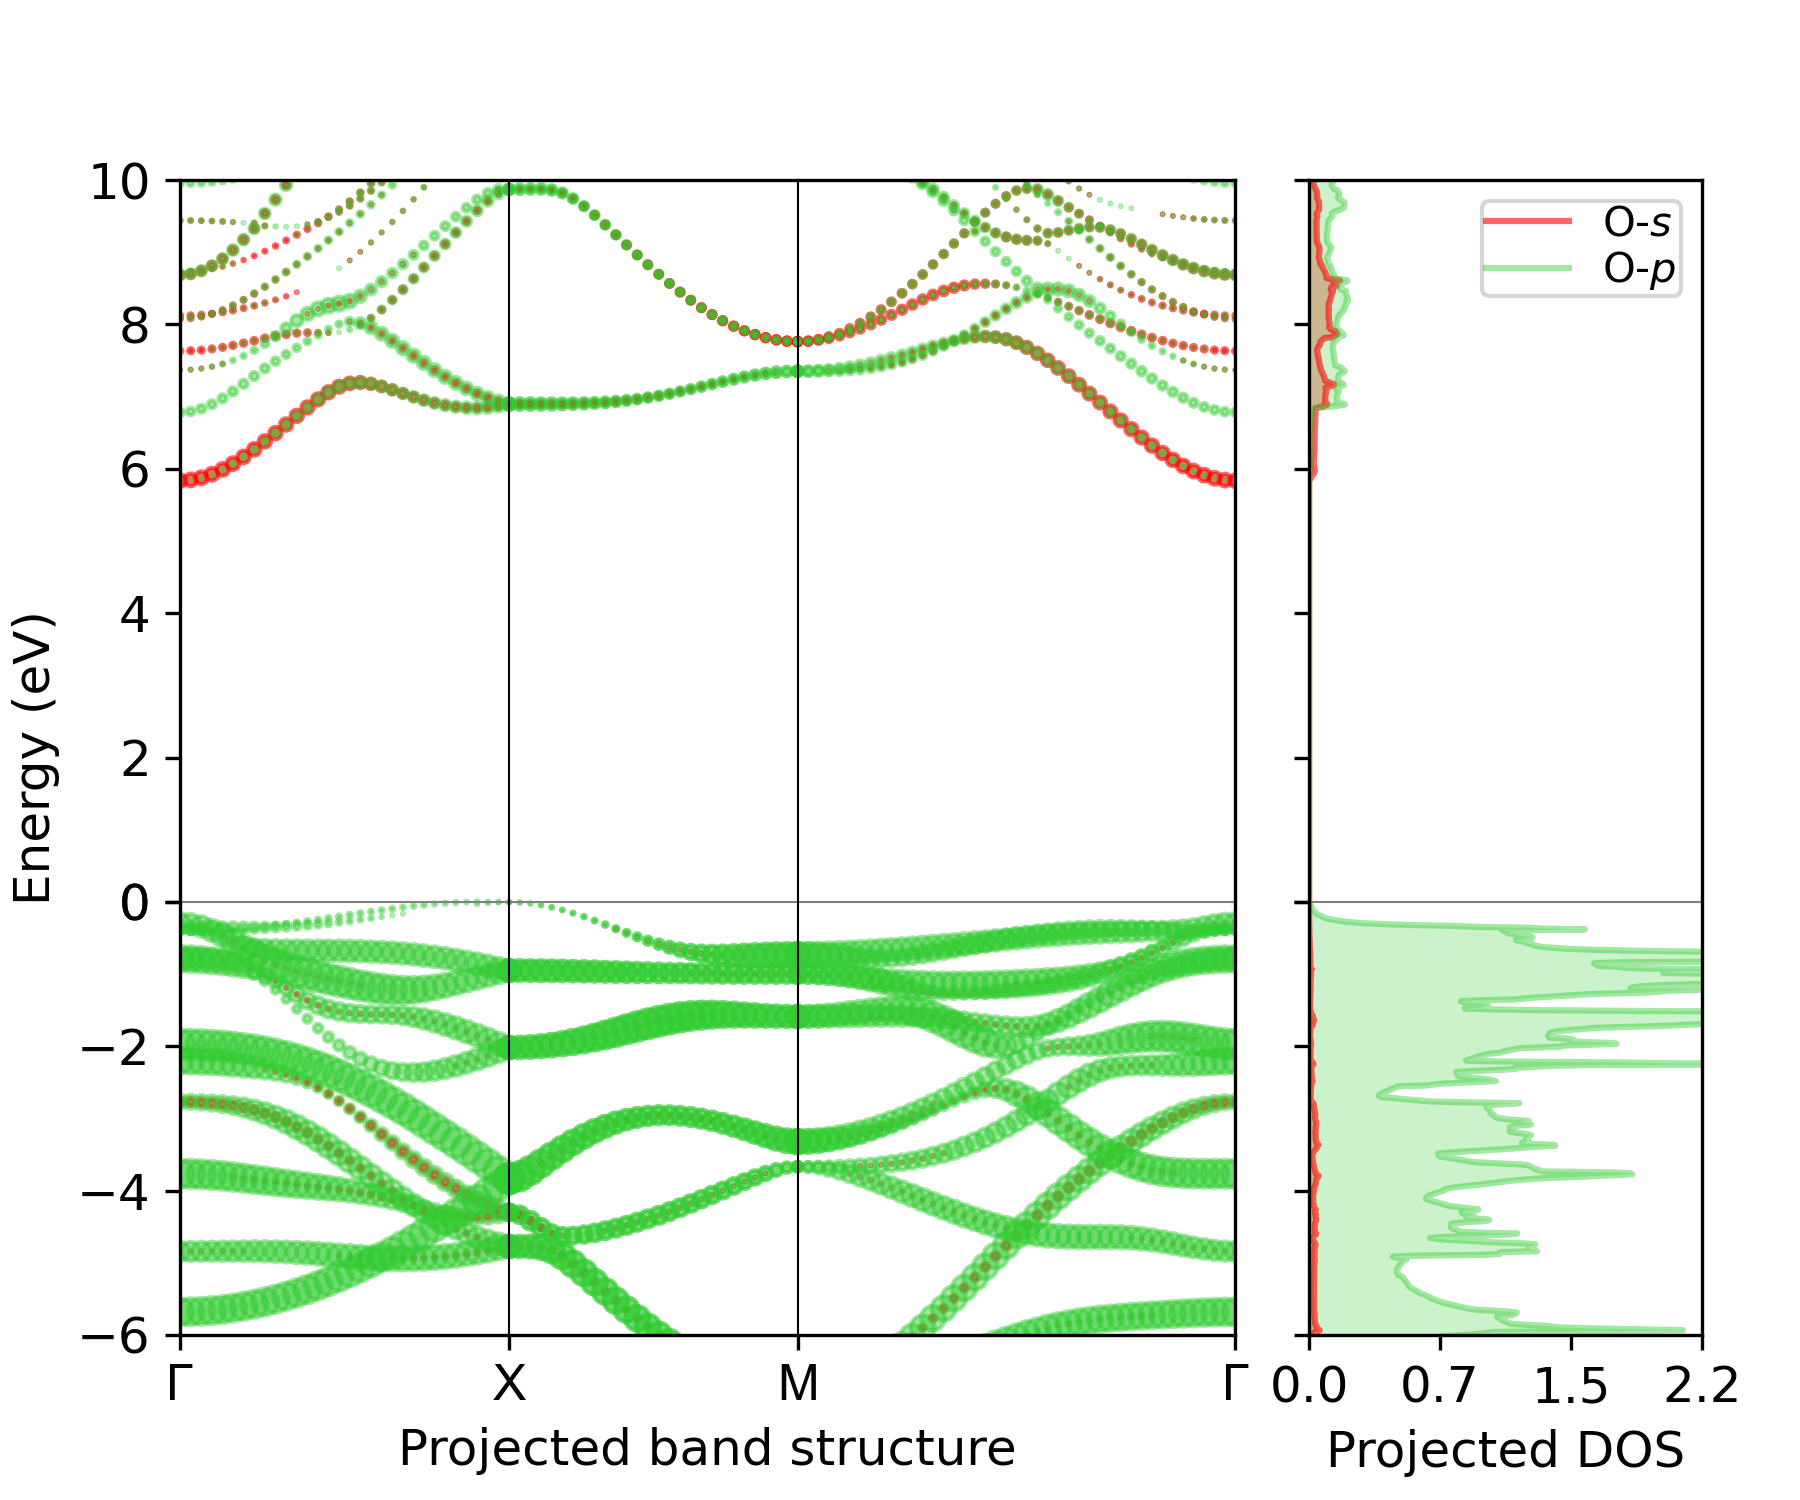 10
8
6
4
2
0
−2
−4
−6
Energy (eV)
Γ
X
M
Γ
Projected band structure
O-s
O-p
0.0
0.7
1.5
2.2
Projected DOS